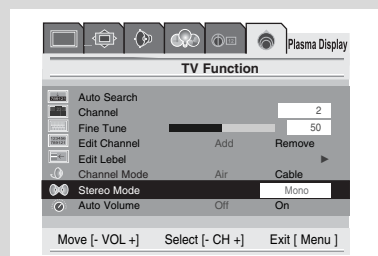 Plasma Display
TV Function
Auto Search
Channel 2
Fine Tune 50
Edit Channel Add Remove
Edit Lebel
Channel Mode Air Cable
Stereo Mode Mono
Auto Volume Off On
Move [- VOL +] Select [- CH +] Exit [ Menu ]